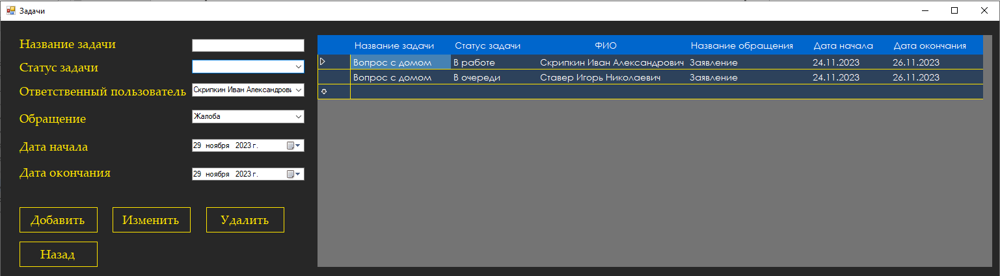 Задачи
Название задачи
Статус задачи
Ответственный пользователь Скрипкин Иван Александрови
Обращение Жалоба
Дата начала 29 ноября 2023 г.
Дата окончания 29 ноября 2023 г.
Добавить Изменить Удалить
Назад
Название задачи Статус задачи ФИО Название обращения Дата начала Дата окончания
Вопрос с домом В работе Скрипкин Иван Александрович Заявление 24.11.2023 26.11.2023
Вопрос с домом В очереди Ставер Игорь Николаевич Заявление 24.11.2023 26.11.2023